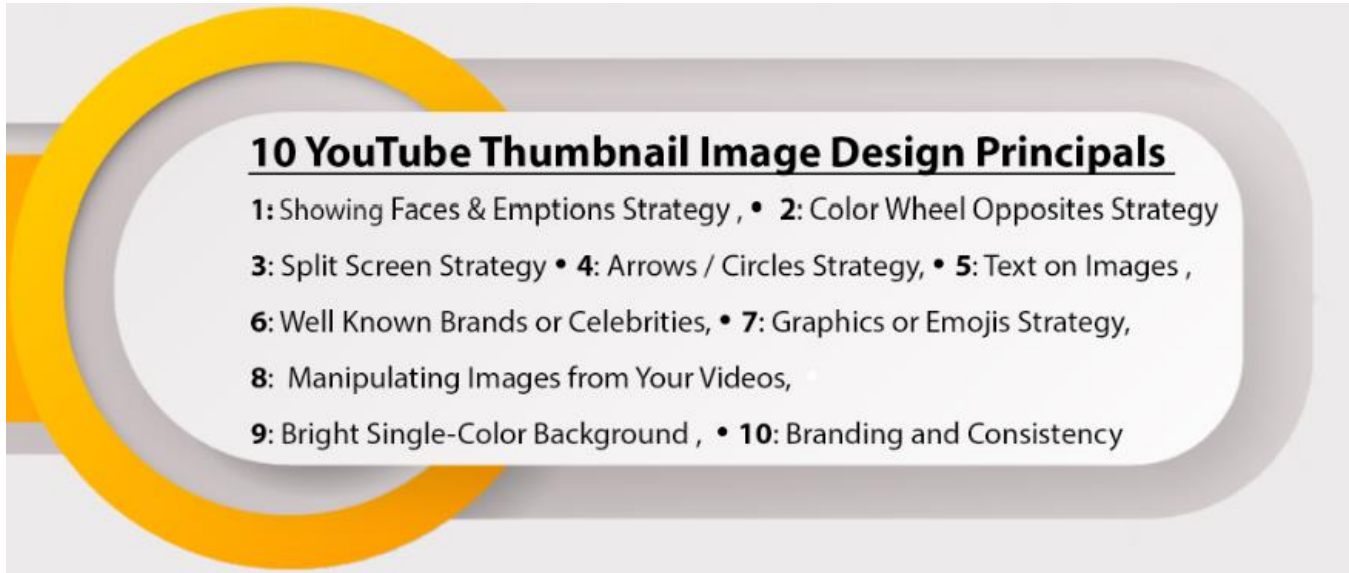 10 YouTube Thumbnail Image Design Principals
1: Showing Faces & Emptions Strategy , • 2: Color Wheel Opposites Strategy
3: Split Screen Strategy • 4: Arrows / Circles Strategy, • 5: Text on Images ,
6: Well Known Brands or Celebrities, • 7: Graphics or Emojis Strategy,
8: Manipulating Images from Your Videos,
9: Bright Single-Color Background , • 10: Branding and Consistency